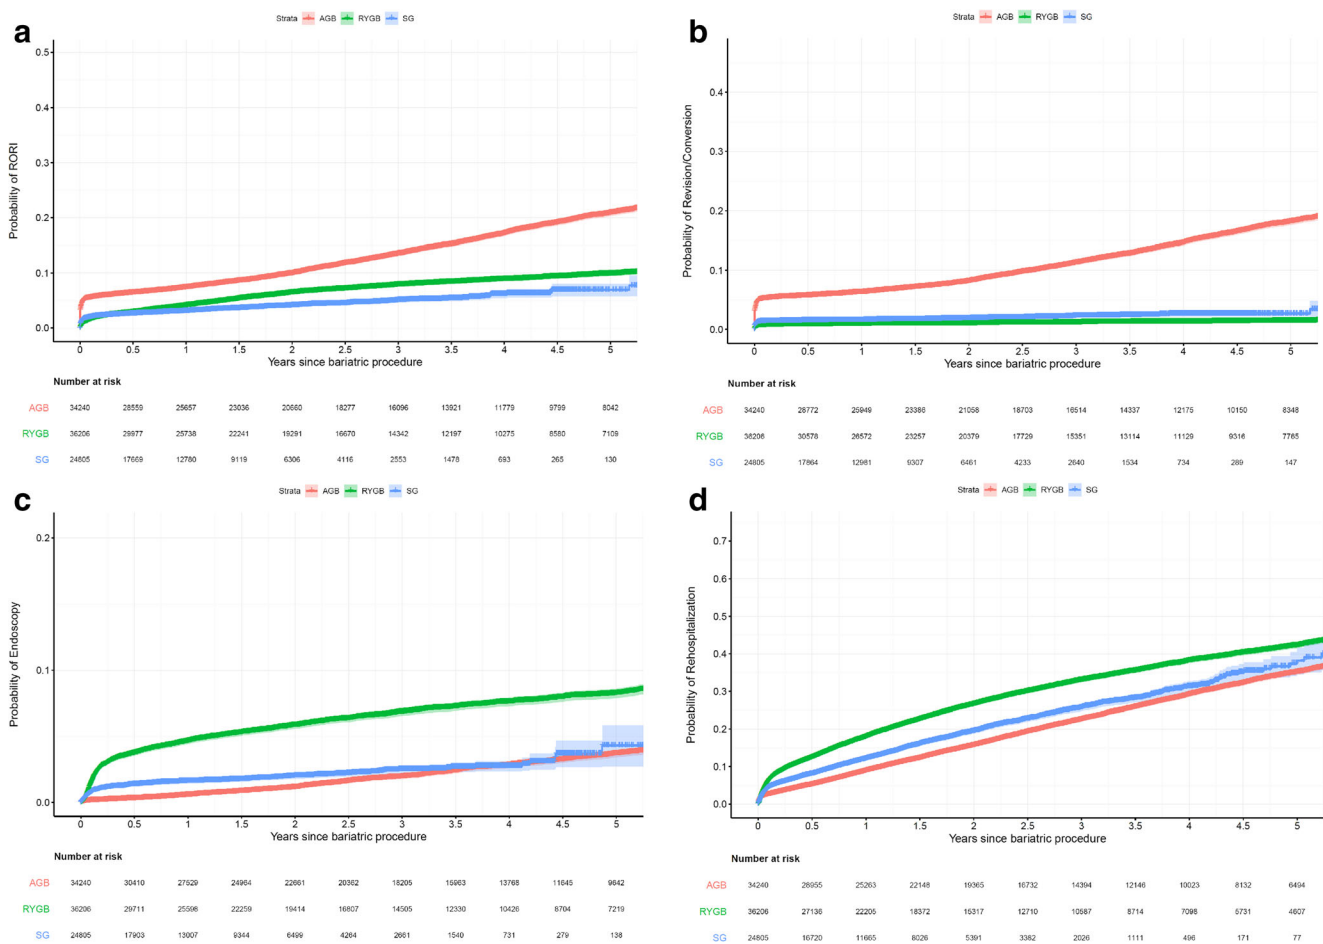 a
Strata AGB RYGB SG
Probability of RORI
0.5
0.4
0.3
0.2
0.1
0.0
0 0.5 1 1.5 2 2.5 3 3.5 4 4.5 5
Years since bariatric procedure
Number at risk
AGB 34240 28559 25657 23036 20660 18277 16096 13921 11779 9799 8042
RYGB 36206 29977 25738 22241 19291 16670 14342 12197 10275 8580 7109
SG 24805 17669 12780 9119 6306 4116 2553 1478 693 265 130
b
Strata AGB RYGB SG
Probability of Revision/Conversion
0.4
0.3
0.2
0.1
0.0
0 0.5 1 1.5 2 2.5 3 3.5 4 4.5 5
Years since bariatric procedure
Number at risk
AGB 34240 28772 25949 23386 21058 18703 16514 14337 12175 10150 8348
RYGB 36206 30578 26572 23257 20379 17729 15351 13114 11129 9316 7765
SG 24805 17864 12981 9307 6461 4233 2640 1534 734 289 147
c
Strata AGB RYGB SG
Probability of Endoscopy
0.2
0.1
0.0
0 0.5 1 1.5 2 2.5 3 3.5 4 4.5 5
Years since bariatric procedure
Number at risk
AGB 34240 30410 27529 24964 22661 20362 18205 15963 13768 11645 9642
RYGB 36206 29711 25598 22259 19414 16807 14505 12330 10426 8704 7219
SG 24805 17903 13007 9344 6499 4264 2661 1540 731 279 138
d
Strata AGB RYGB SG
Probability of Rehospitalization
0.7
0.6
0.5
0.4
0.3
0.2
0.1
0.0
0 0.5 1 1.5 2 2.5 3 3.5 4 4.5 5
Years since bariatric procedure
Number at risk
AGB 34240 28955 25263 22148 19365 16732 14394 12146 10023 8132 6494
RYGB 36206 27136 22205 18372 15317 12710 10587 8714 7098 5731 4607
SG 24805 16720 11665 8026 5391 3382 2026 1111 496 171 77